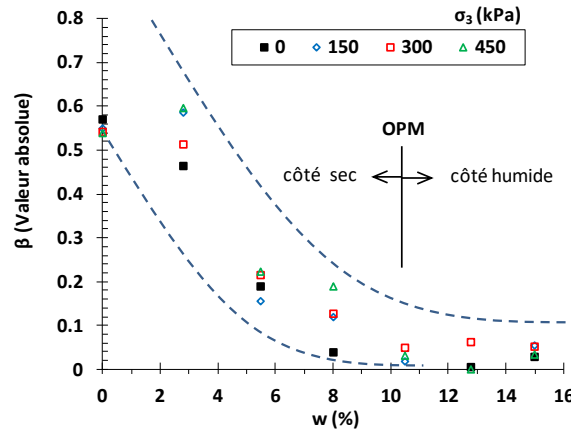 σ3 (kPa)
0 150 300 450
OPM
côté sec côté humide
β (Valeur absolue)
0.8
0.7
0.6
0.5
0.4
0.3
0.2
0.1
0
0 2 4 6 8 10 12 14 16
w (%)